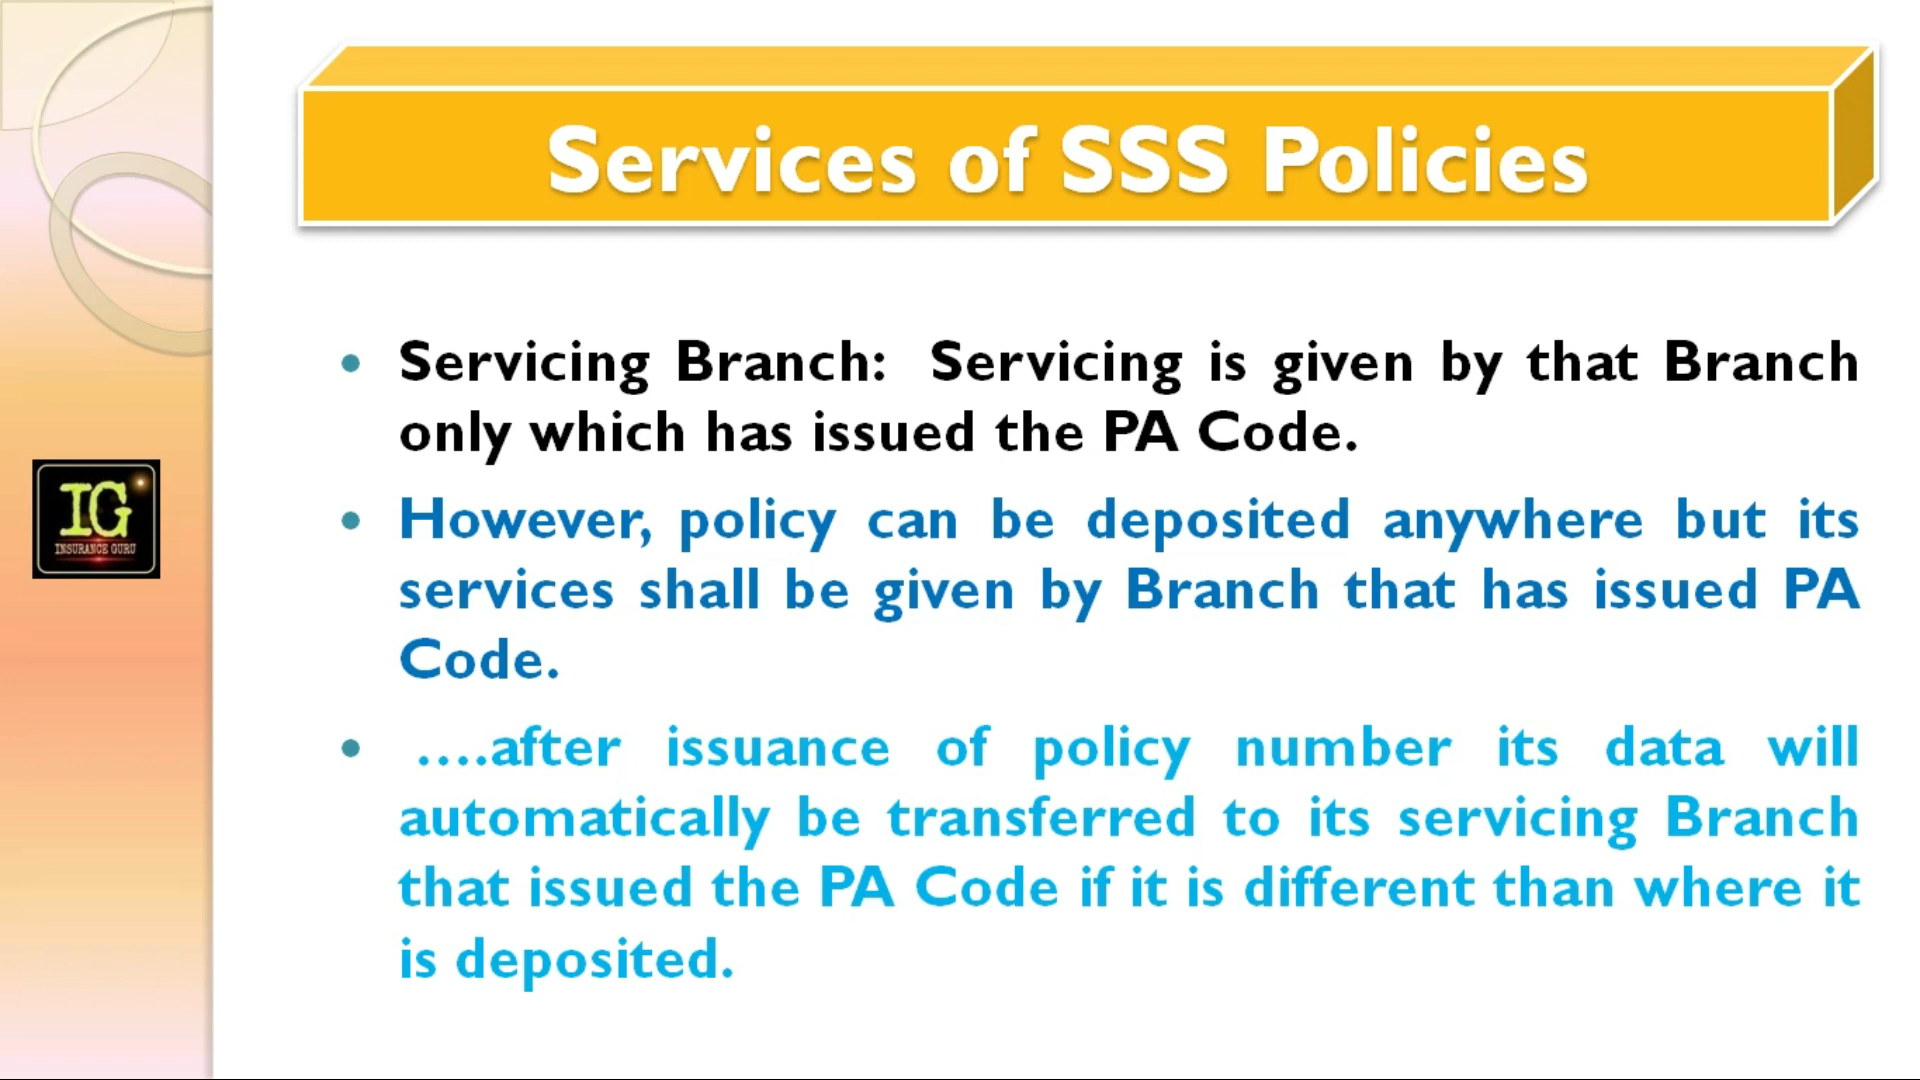 Services of SSS Policies
• Servicing Branch: Servicing is given by that Branch
only which has issued the PA Code.
• However, policy can be deposited anywhere but its
services shall be given by Branch that has issued PA
Code.
• ....after issuance of policy number its data will
automatically be transferred to its servicing Branch
that issued the PA Code if it is different than where it
is deposited.
IG
INSURANCE GURU